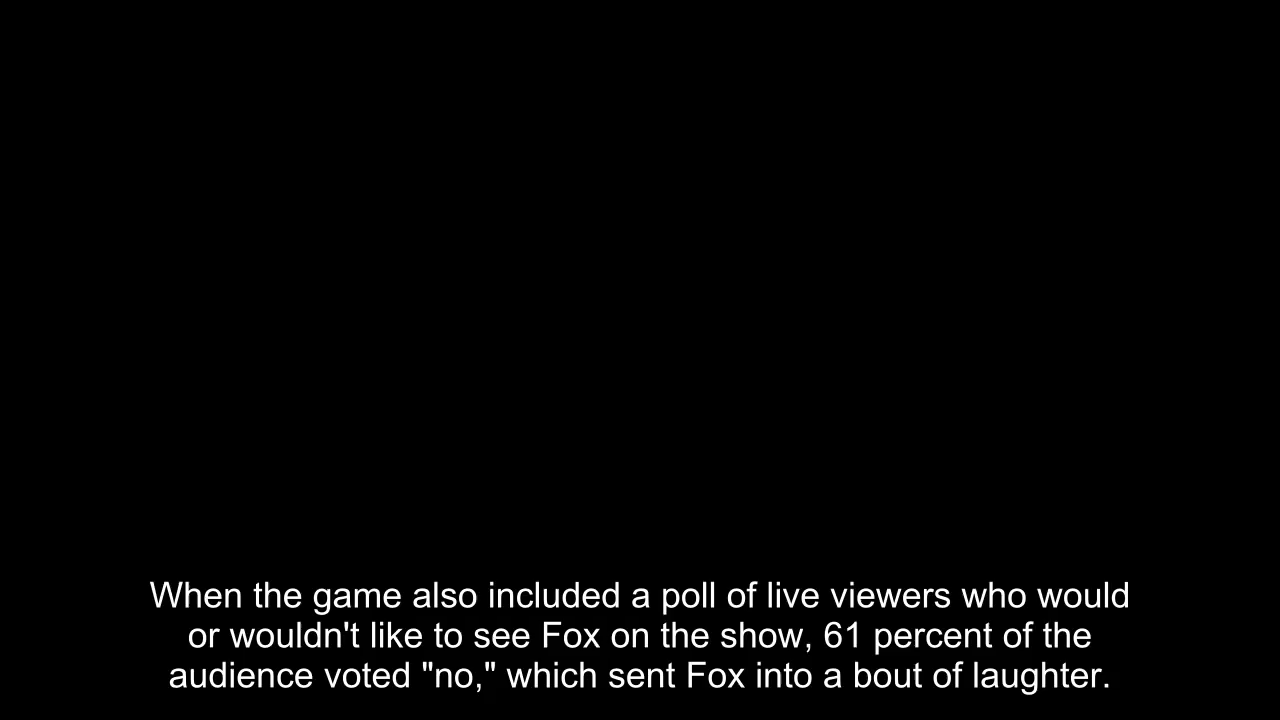 When the game also included a poll of live viewers who would
or wouldn't like to see Fox on the show, 61 percent of the
audience voted "no," which sent Fox into a bout of laughter.